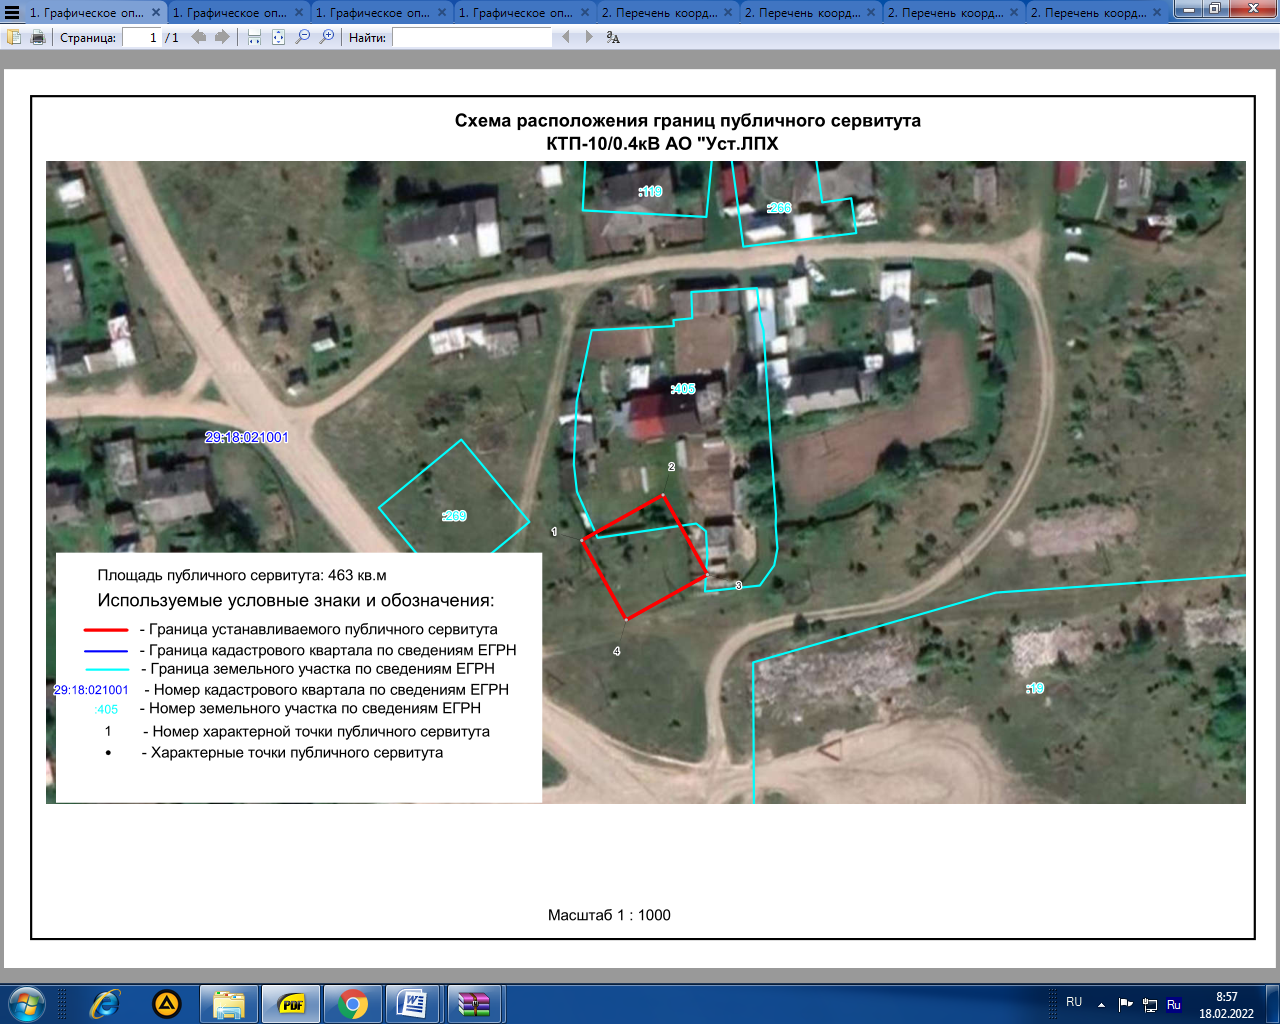 1. Графическое оп... 1. Графическое оп... 1. Графическое оп... 1. Графическое оп... 2. Перечень коорд... 2. Перечень коорд... 2. Перечень коорд... 2. Перечень коорд...
Страница: 1 / 1 Найти:
Схема расположения границ публичного сервитута
КТП-10/0.4кВ АО "Уст.ЛПХ
:119
:266
:405
29:18:021001
2
:269
1
3
4
:19
Площадь публичного сервитута: 463 кв.м
Используемые условные знаки и обозначения:
- Граница устанавливаемого публичного сервитута
- Граница кадастрового квартала по сведениям ЕГРН
- Граница земельного участка по сведениям ЕГРН
29:18:021001 - Номер кадастрового квартала по сведениям ЕГРН
:405 - Номер земельного участка по сведениям ЕГРН
1 - Номер характерной точки публичного сервитута
- Характерные точки публичного сервитута
Масштаб 1 : 1000
PDF
RU
Ru
8:57
18.02.2022